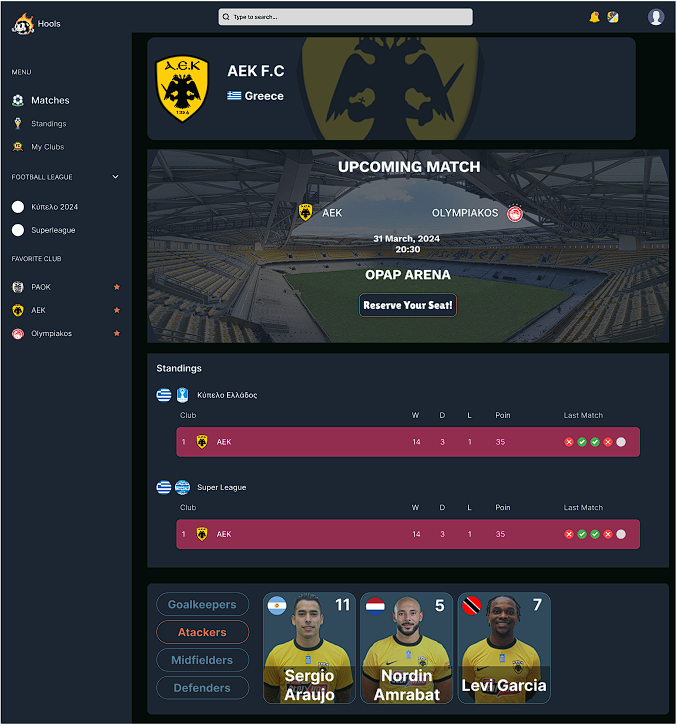 Hools
Type to search...
MENU
Matches
Standings
My Clubs
FOOTBALL LEAGUE
Κύπελο 2024
Superleague
FAVORITE CLUB
PAOK
AEK
Olympiakos
Α.Ε.Κ
AEK F.C
Greece
UPCOMING MATCH
AEK
OLYMPIAKOS
31 March, 2024
20:30
OPAP ARENA
Reserve Your Seat!
Standings
Κύπελο Ελλάδος
Club W D L Poin Last Match
1 AEK 14 3 1 35
Super League
Club W D L Poin Last Match
1 AEK 14 3 1 35
Goalkeepers
Atackers
Midfielders
Defenders
11
Sergio
Araujo
5
Nordin
Amrabat
7
Levi Garcia